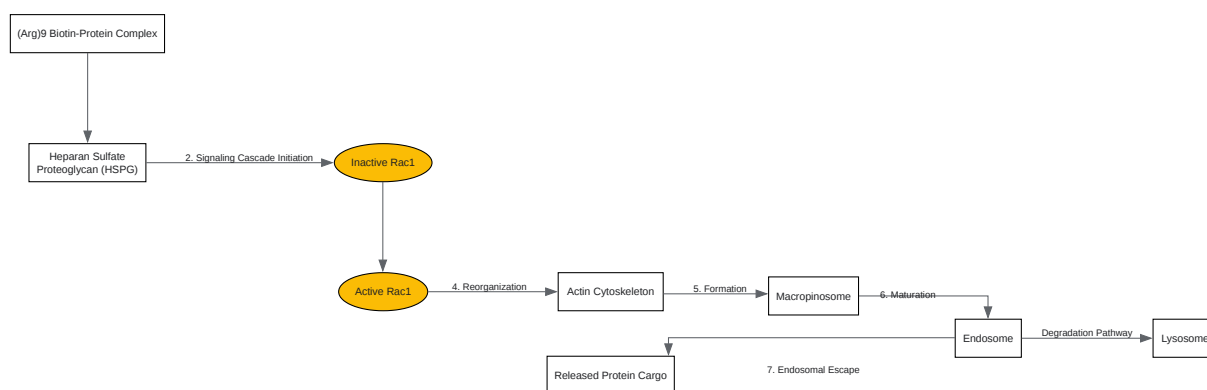 (Arg)9 Biotin-Protein Complex
Heparan Sulfate
Proteoglycan (HSPG)
2. Signaling Cascade Initiation
Inactive Rac1
Active Rac1
4. Reorganization
Actin Cytoskeleton
5. Formation
Macropinosome
6. Maturation
Endosome
Degradation Pathway
Lysosome
Released Protein Cargo
7. Endosomal Escape